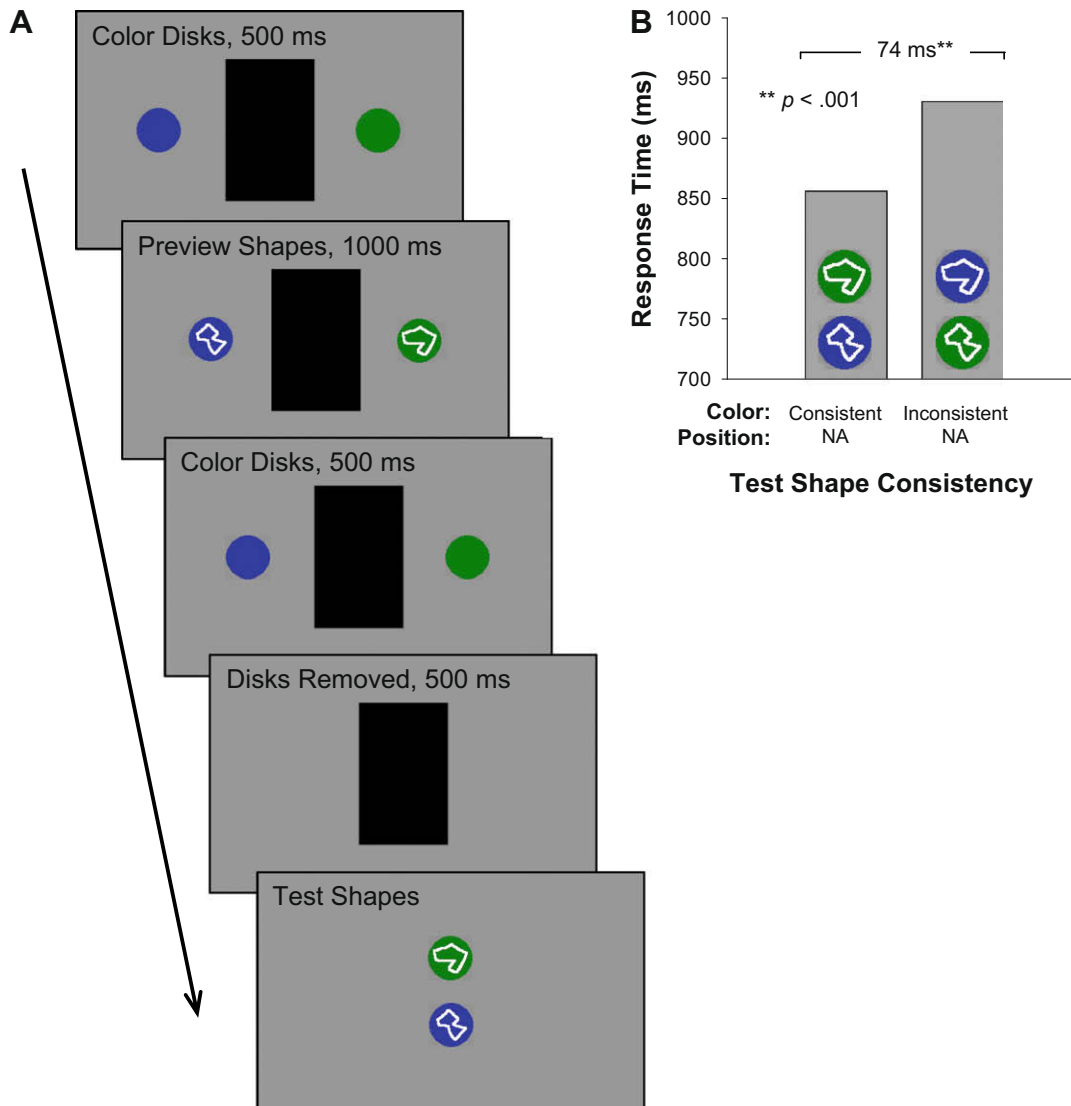 A
Color Disks, 500 ms
Preview Shapes, 1000 ms
Color Disks, 500 ms
Disks Removed, 500 ms
Test Shapes
B
Response Time (ms)
1000
950
900
850
800
750
700
74 ms**
** p < .001
Color: Consistent Inconsistent
Position: NA NA
Test Shape Consistency